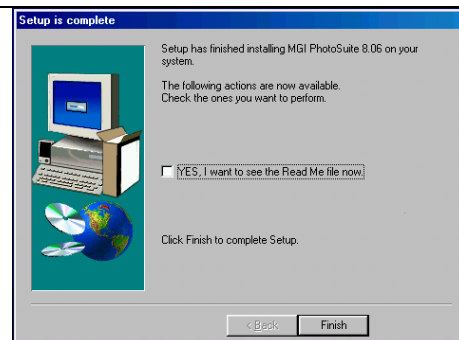 Setup is complete
Setup has finished installing MGI PhotoSuite 8.06 on your
system.
The following actions are now available.
Check the ones you want to perform.
YES, I want to see the Read Me file now.
Click Finish to complete Setup.
< Back
Finish